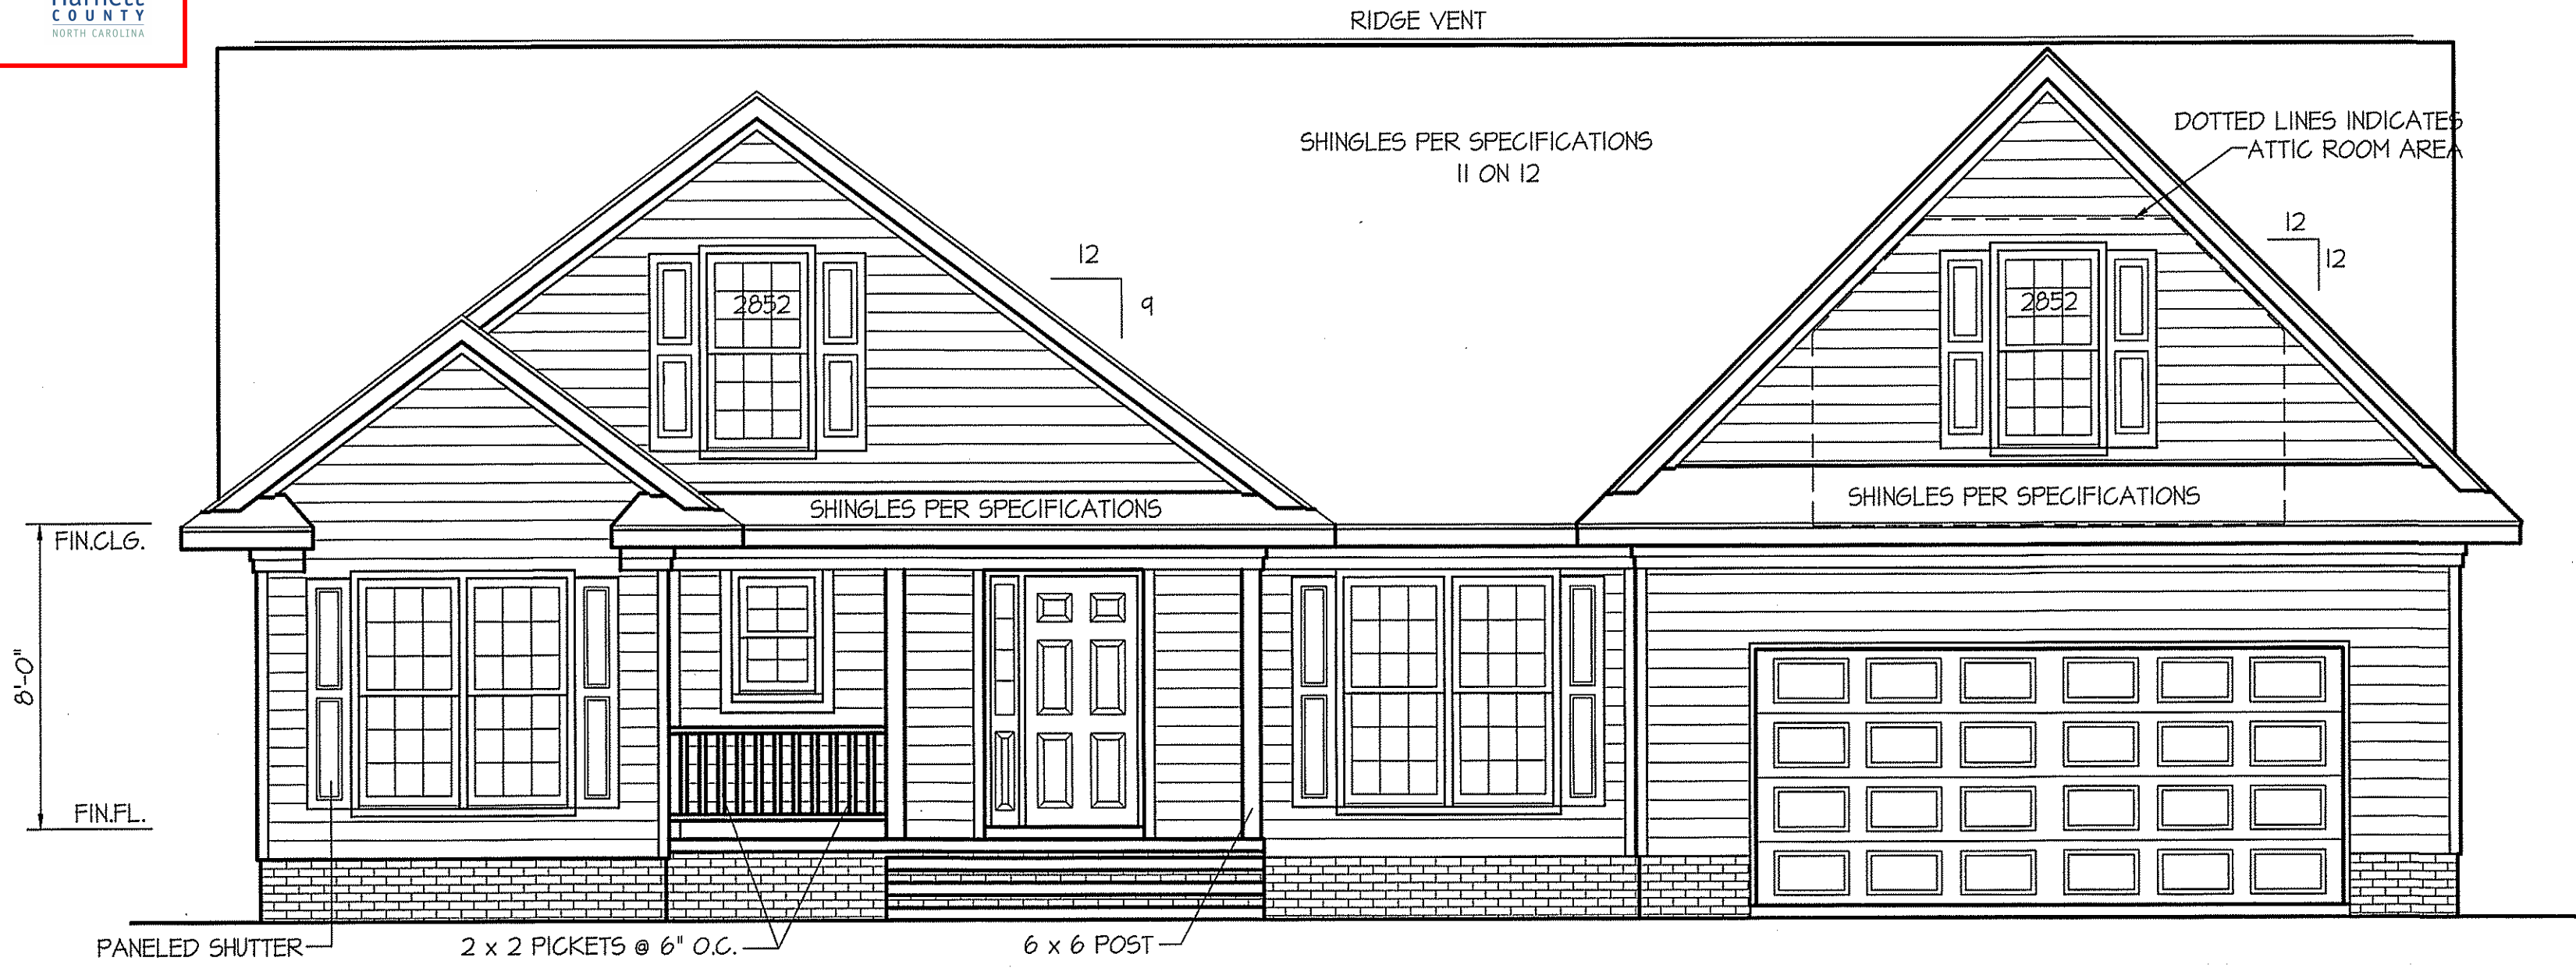 Harnett
COUNTY
NORTH CAROLINA
RIDGE VENT
SHINGLES PER SPECIFICATIONS
11 ON 12
DOTTED LINES INDICATES
ATTIC ROOM AREA
12
12
12
9
2852
2852
SHINGLES PER SPECIFICATIONS
SHINGLES PER SPECIFICATIONS
FIN.CLG.
8'-0"
FIN.FL.
PANELED SHUTTER
2 x 2 PICKETS @ 6" O.C.
6 x 6 POST